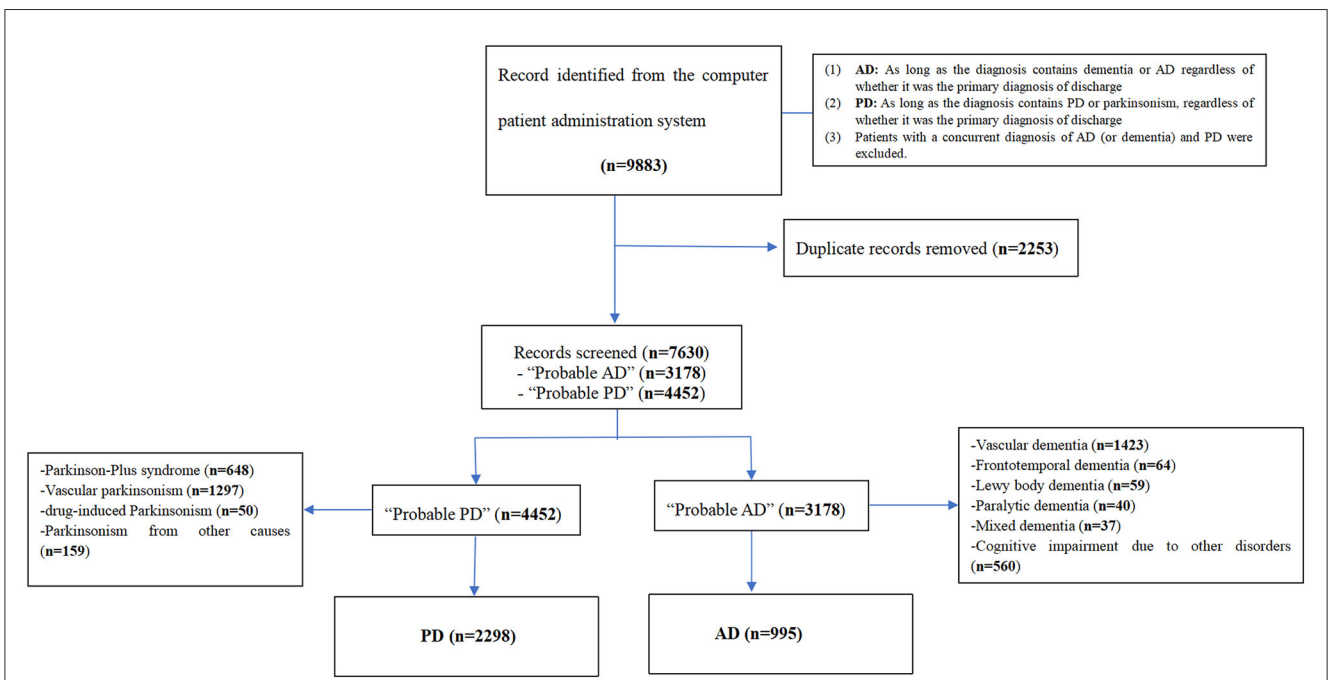 Record identified from the computer
patient administration system
(n=9883)
(1) AD: As long as the diagnosis contains dementia or AD regardless of
whether it was the primary diagnosis of discharge
(2) PD: As long as the diagnosis contains PD or parkinsonism, regardless of
whether it was the primary diagnosis of discharge
(3) Patients with a concurrent diagnosis of AD (or dementia) and PD were
excluded.
Duplicate records removed (n=2253)
Records screened (n=7630)
- “Probable AD” (n=3178)
- “Probable PD” (n=4452)
-Parkinson-Plus syndrome (n=648)
-Vascular parkinsonism (n=1297)
-drug-induced Parkinsonism (n=50)
-Parkinsonism from other causes
(n=159)
“Probable PD” (n=4452)
“Probable AD” (n=3178)
-Vascular dementia (n=1423)
-Frontotemporal dementia (n=64)
-Lewy body dementia (n=59)
-Paralytic dementia (n=40)
-Mixed dementia (n=37)
-Cognitive impairment due to other disorders
(n=560)
PD (n=2298)
AD (n=995)